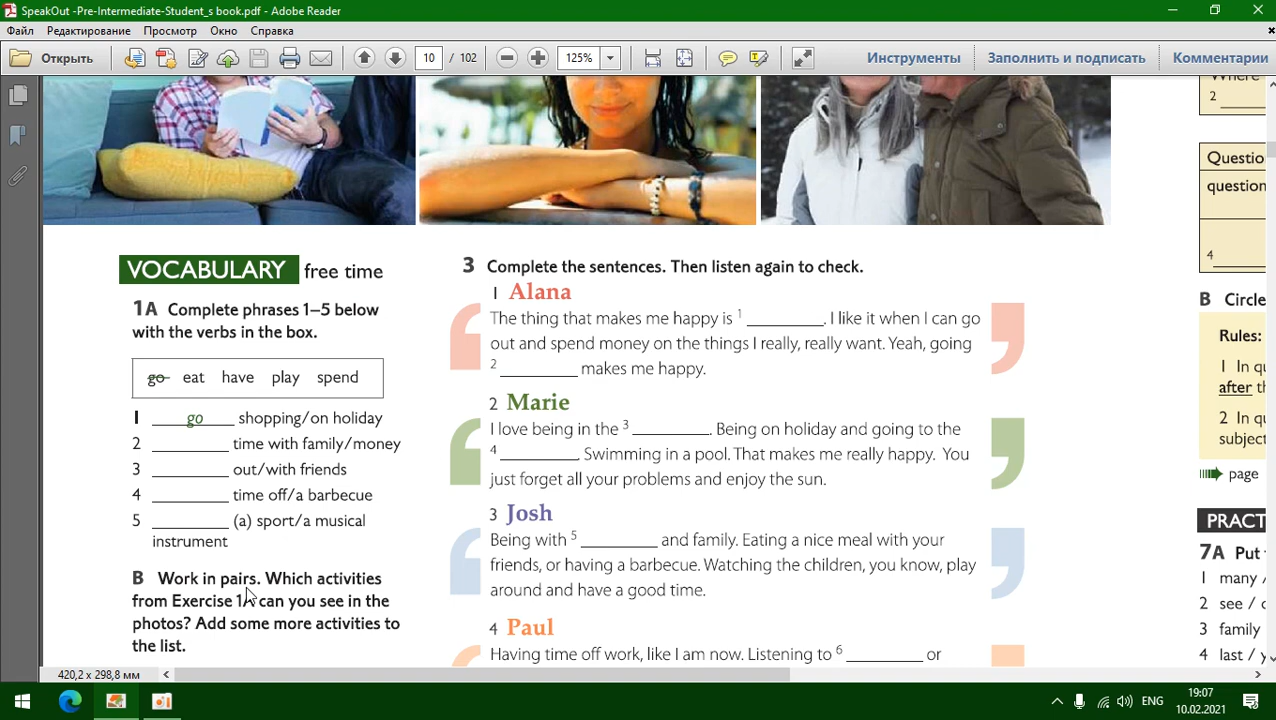 SpeakOut -Pre-Intermediate-Student_s book.pdf - Adobe Reader
Файл Редактирование Просмотр Окно Справка
Открыть 10 / 102 125% Инструменты Заполнить и подписать Комментарии
Where
2 ________
VOCABULARY free time
1A Complete phrases 1–5 below
with the verbs in the box.
go eat have play spend
1 ____go____ shopping/on holiday
2 ________ time with family/money
3 ________ out/with friends
4 ________ time off/a barbecue
5 ________ (a) sport/a musical
instrument
B Work in pairs. Which activities
from Exercise 1A can you see in the
photos? Add some more activities to
the list.
3 Complete the sentences. Then listen again to check.
1 Alana
The thing that makes me happy is 1 ________. I like it when I can go
out and spend money on the things I really, really want. Yeah, going
2 ________ makes me happy.
2 Marie
I love being in the 3 ________. Being on holiday and going to the
4 ________. Swimming in a pool. That makes me really happy. You
just forget all your problems and enjoy the sun.
3 Josh
Being with 5 ________ and family. Eating a nice meal with your
friends, or having a barbecue. Watching the children, you know, play
around and have a good time.
4 Paul
Having time off work, like I am now. Listening to 6 ________ or
Questio
question
4 ________
B Circle
Rules:
1 In qu
after th
2 In qu
subject
page
PRACT
7A Put
1 many /
2 see / c
3 family
4 last / y
420,2 x 298,8 мм
ENG
19:07
10.02.2021